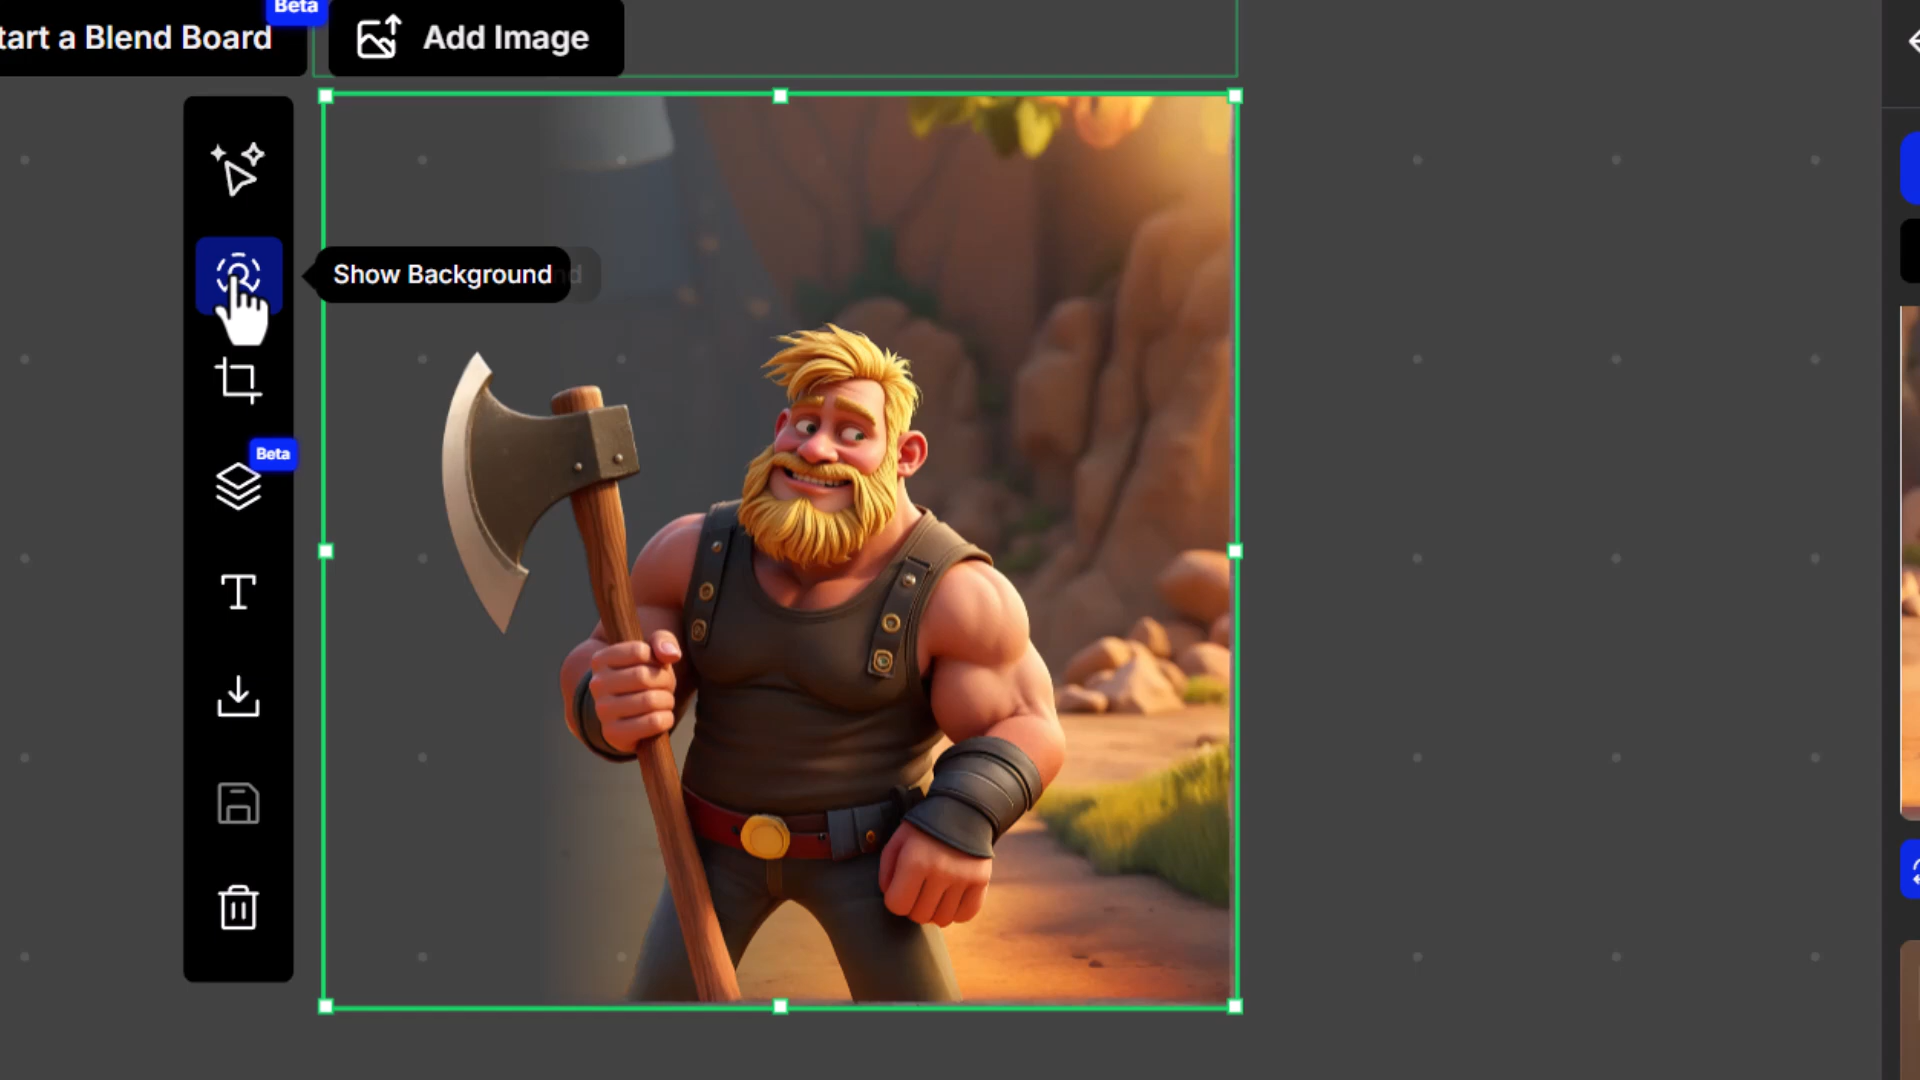 Beta
tart a Blend Board
Add Image
Show Background
Beta